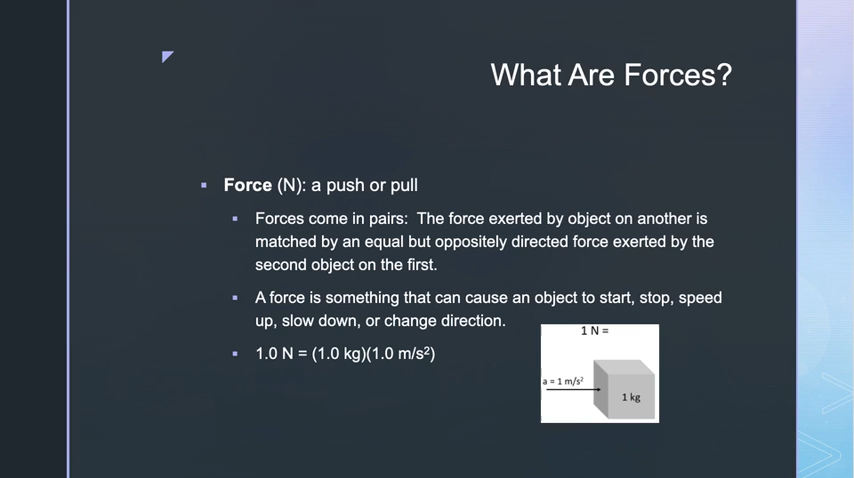 What Are Forces?
Force (N): a push or pull
Forces come in pairs:  The force exerted by object on another is
matched by an equal but oppositely directed force exerted by the
second object on the first.
A force is something that can cause an object to start, stop, speed
up, slow down, or change direction.
1.0 N = (1.0 kg)(1.0 m/s²)
1 N =
a = 1 m/s²
1 kg